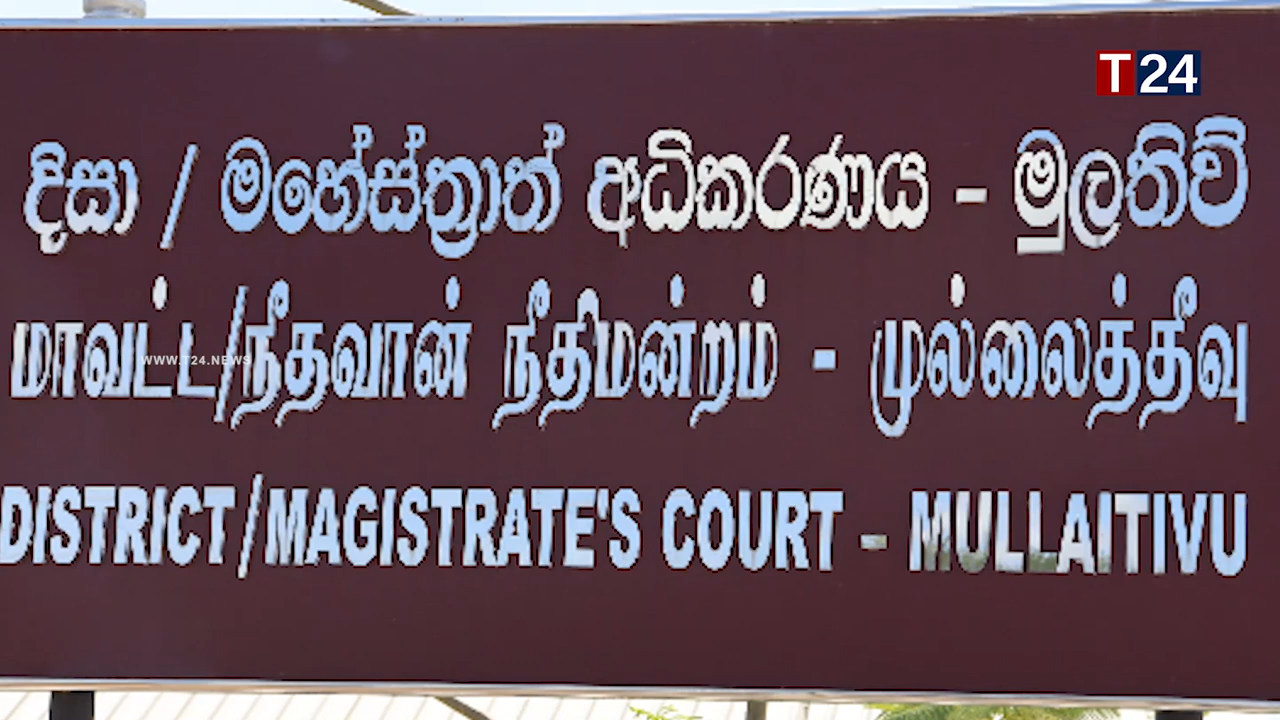 T24
දිසා / මහේස්ත්‍රාත් අධිකරණය - මුලතිව්
மாவட்ட/நீதவான் நீதிமன்றம் - முல்லைத்தீவு
WWW.T24.NEWS
DISTRICT/MAGISTRATE'S COURT - MULLAITIVU